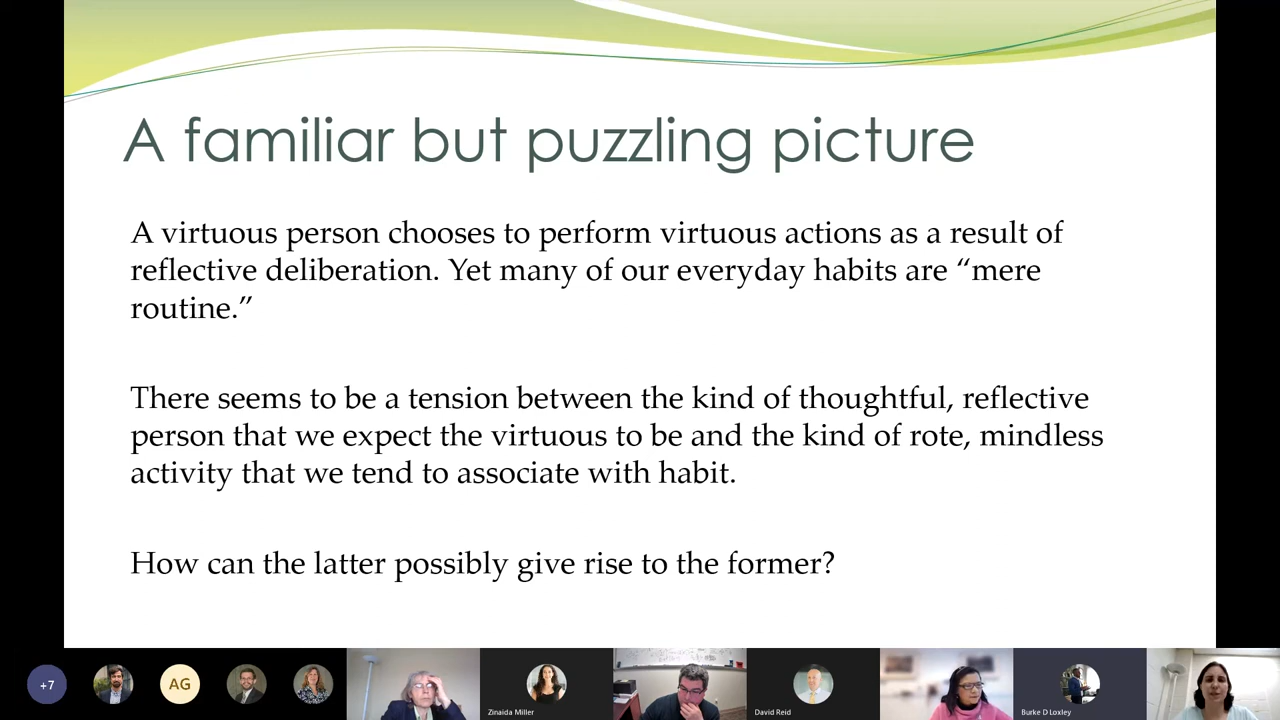 A familiar but puzzling picture
A virtuous person chooses to perform virtuous actions as a result of
reflective deliberation. Yet many of our everyday habits are “mere
routine.”
There seems to be a tension between the kind of thoughtful, reflective
person that we expect the virtuous to be and the kind of rote, mindless
activity that we tend to associate with habit.
How can the latter possibly give rise to the former?
+7
AG
Zinaida Miller
David Reid
Burke D Loxley